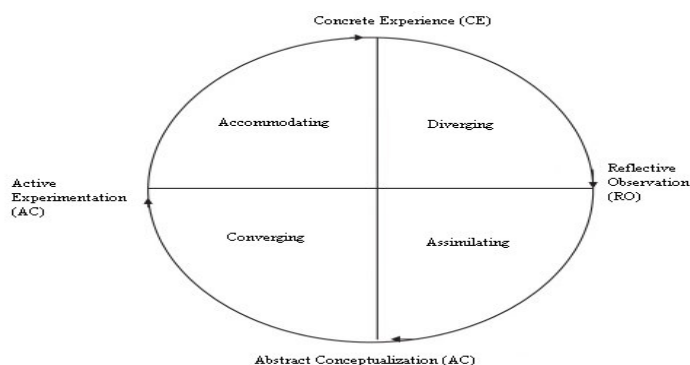 Concrete Experience (CE)
Accommodating
Diverging
Active
Experimentation
(AC)
Reflective
Observation
(RO)
Converging
Assimilating
Abstract Conceptualization (AC)